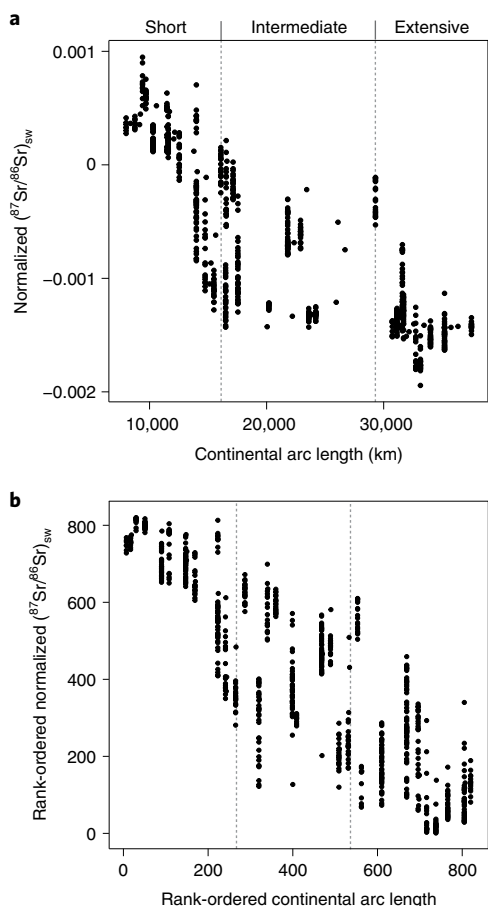 a
Short Intermediate Extensive
0.001
0
−0.001
−0.002
Normalized (⁸⁷Sr/⁸⁶Sr)sw
10,000 20,000 30,000
Continental arc length (km)
b
800
600
400
200
0
Rank-ordered normalized (⁸⁷Sr/⁸⁶Sr)sw
0 200 400 600 800
Rank-ordered continental arc length